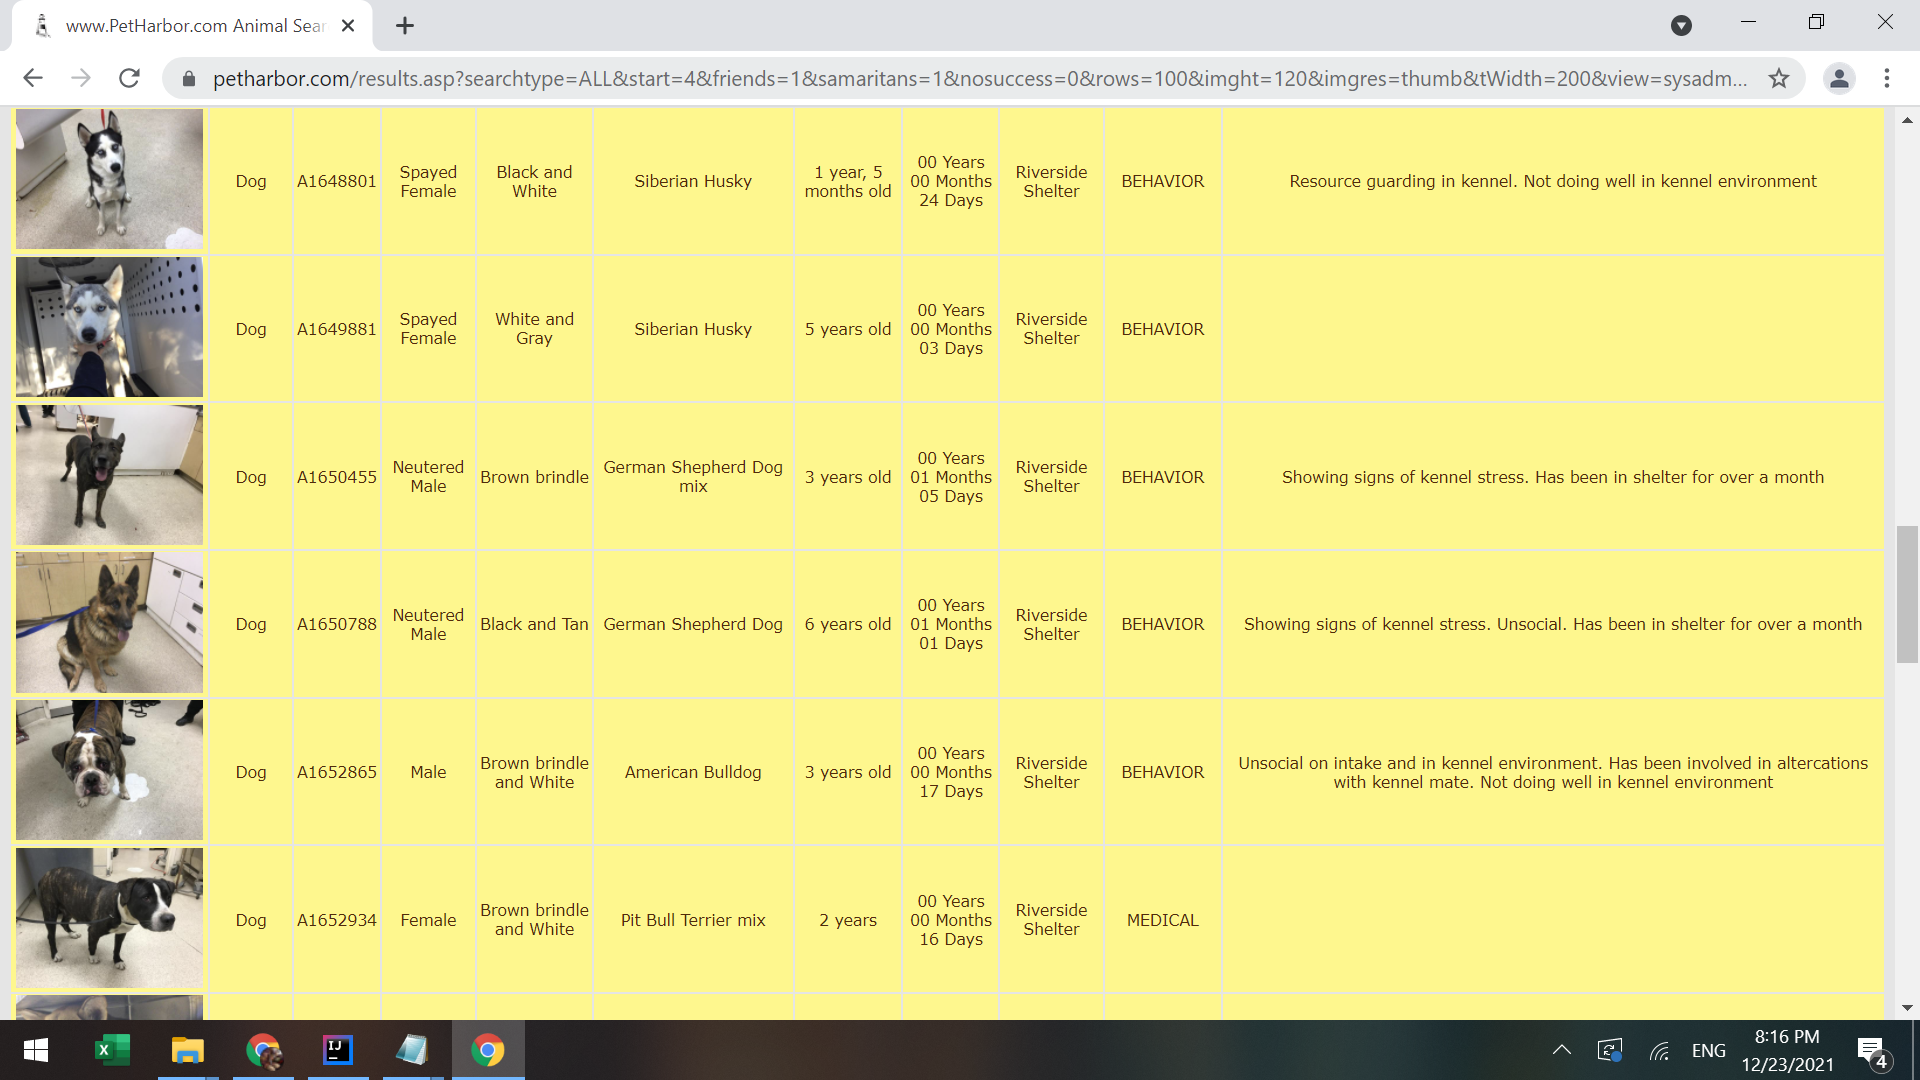 www.PetHarbor.com Animal Sear
petharbor.com/results.asp?searchtype=ALL&start=4&friends=1&samaritans=1&nosuccess=0&rows=100&imght=120&imgres=thumb&tWidth=200&view=sysadm...
Dog
A1648801
Spayed
Female
Black and
White
Siberian Husky
1 year, 5
months old
00 Years
00 Months
24 Days
Riverside
Shelter
BEHAVIOR
Resource guarding in kennel. Not doing well in kennel environment
Dog
A1649881
Spayed
Female
White and
Gray
Siberian Husky
5 years old
00 Years
00 Months
03 Days
Riverside
Shelter
BEHAVIOR
Dog
A1650455
Neutered
Male
Brown brindle
German Shepherd Dog
mix
3 years old
00 Years
01 Months
05 Days
Riverside
Shelter
BEHAVIOR
Showing signs of kennel stress. Has been in shelter for over a month
Dog
A1650788
Neutered
Male
Black and Tan
German Shepherd Dog
6 years old
00 Years
01 Months
01 Days
Riverside
Shelter
BEHAVIOR
Showing signs of kennel stress. Unsocial. Has been in shelter for over a month
Dog
A1652865
Male
Brown brindle
and White
American Bulldog
3 years old
00 Years
00 Months
17 Days
Riverside
Shelter
BEHAVIOR
Unsocial on intake and in kennel environment. Has been involved in altercations
with kennel mate. Not doing well in kennel environment
Dog
A1652934
Female
Brown brindle
and White
Pit Bull Terrier mix
2 years
00 Years
00 Months
16 Days
Riverside
Shelter
MEDICAL
X
IJ
ENG
8:16 PM
12/23/2021
4